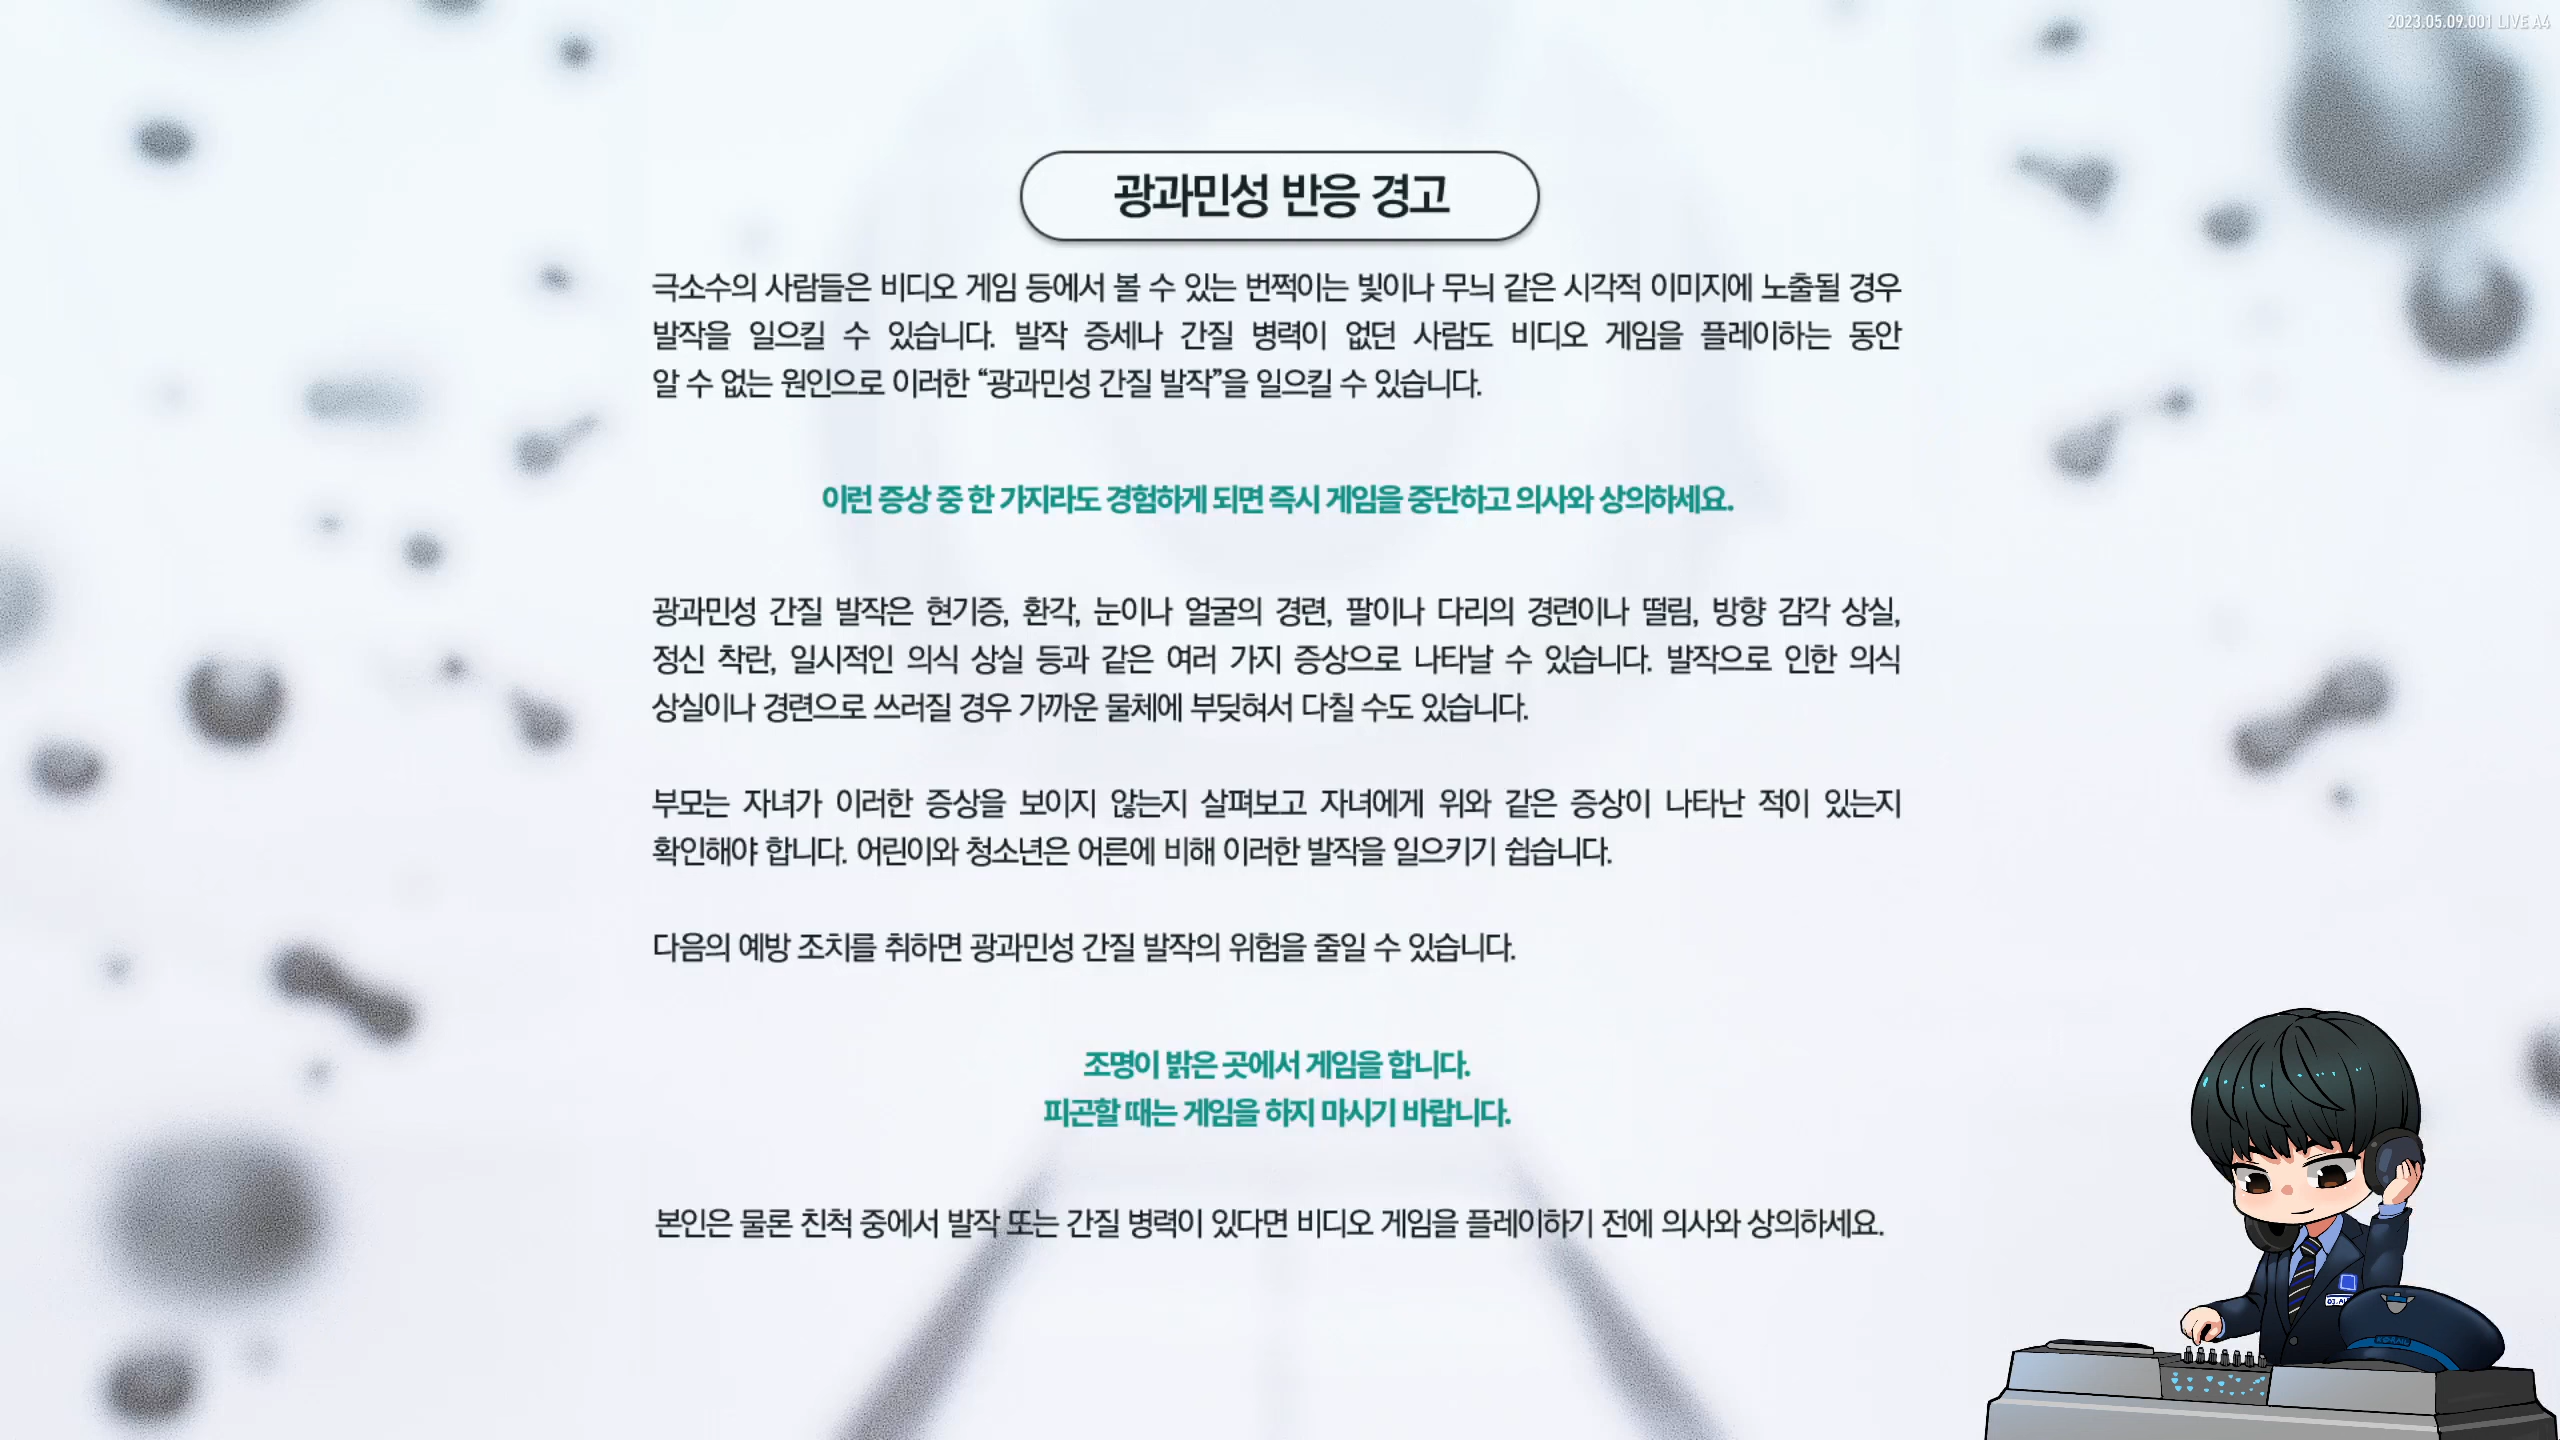 2023.05.09.001 LIVE A4
광과민성 반응 경고
극소수의 사람들은 비디오 게임 등에서 볼 수 있는 번쩍이는 빛이나 무늬 같은 시각적 이미지에 노출될 경우
발작을 일으킬 수 있습니다. 발작 증세나 간질 병력이 없던 사람도 비디오 게임을 플레이하는 동안
알 수 없는 원인으로 이러한 “광과민성 간질 발작”을 일으킬 수 있습니다.
이런 증상 중 한 가지라도 경험하게 되면 즉시 게임을 중단하고 의사와 상의하세요.
광과민성 간질 발작은 현기증, 환각, 눈이나 얼굴의 경련, 팔이나 다리의 경련이나 떨림, 방향 감각 상실,
정신 착란, 일시적인 의식 상실 등과 같은 여러 가지 증상으로 나타날 수 있습니다. 발작으로 인한 의식
상실이나 경련으로 쓰러질 경우 가까운 물체에 부딪혀서 다칠 수도 있습니다.
부모는 자녀가 이러한 증상을 보이지 않는지 살펴보고 자녀에게 위와 같은 증상이 나타난 적이 있는지
확인해야 합니다. 어린이와 청소년은 어른에 비해 이러한 발작을 일으키기 쉽습니다.
다음의 예방 조치를 취하면 광과민성 간질 발작의 위험을 줄일 수 있습니다.
조명이 밝은 곳에서 게임을 합니다.
피곤할 때는 게임을 하지 마시기 바랍니다.
본인은 물론 친척 중에서 발작 또는 간질 병력이 있다면 비디오 게임을 플레이하기 전에 의사와 상의하세요.